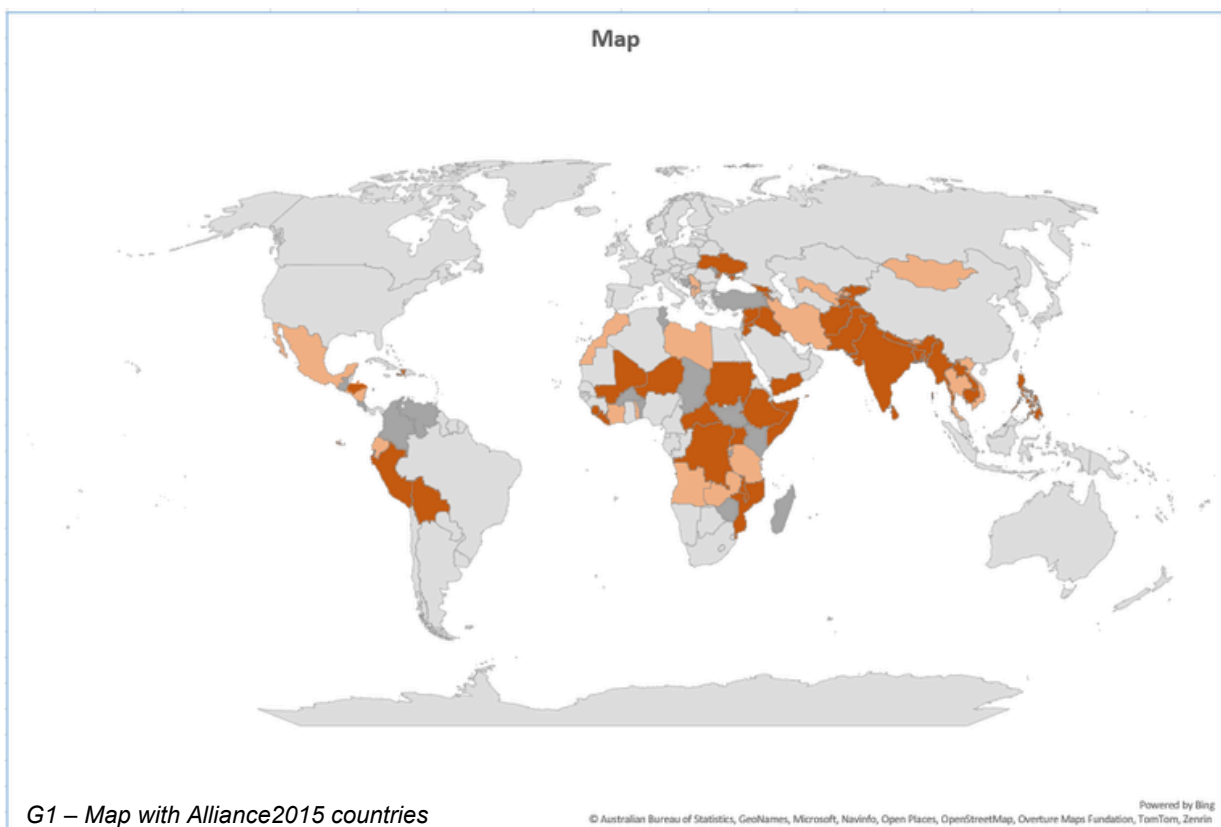 Map
G1 – Map with Alliance2015 countries
Powered by Bing
© Australian Bureau of Statistics, GeoNames, Microsoft, Navinfo, Open Places, OpenStreetMap, Overture Maps Fundation, TomTom, Zenrin